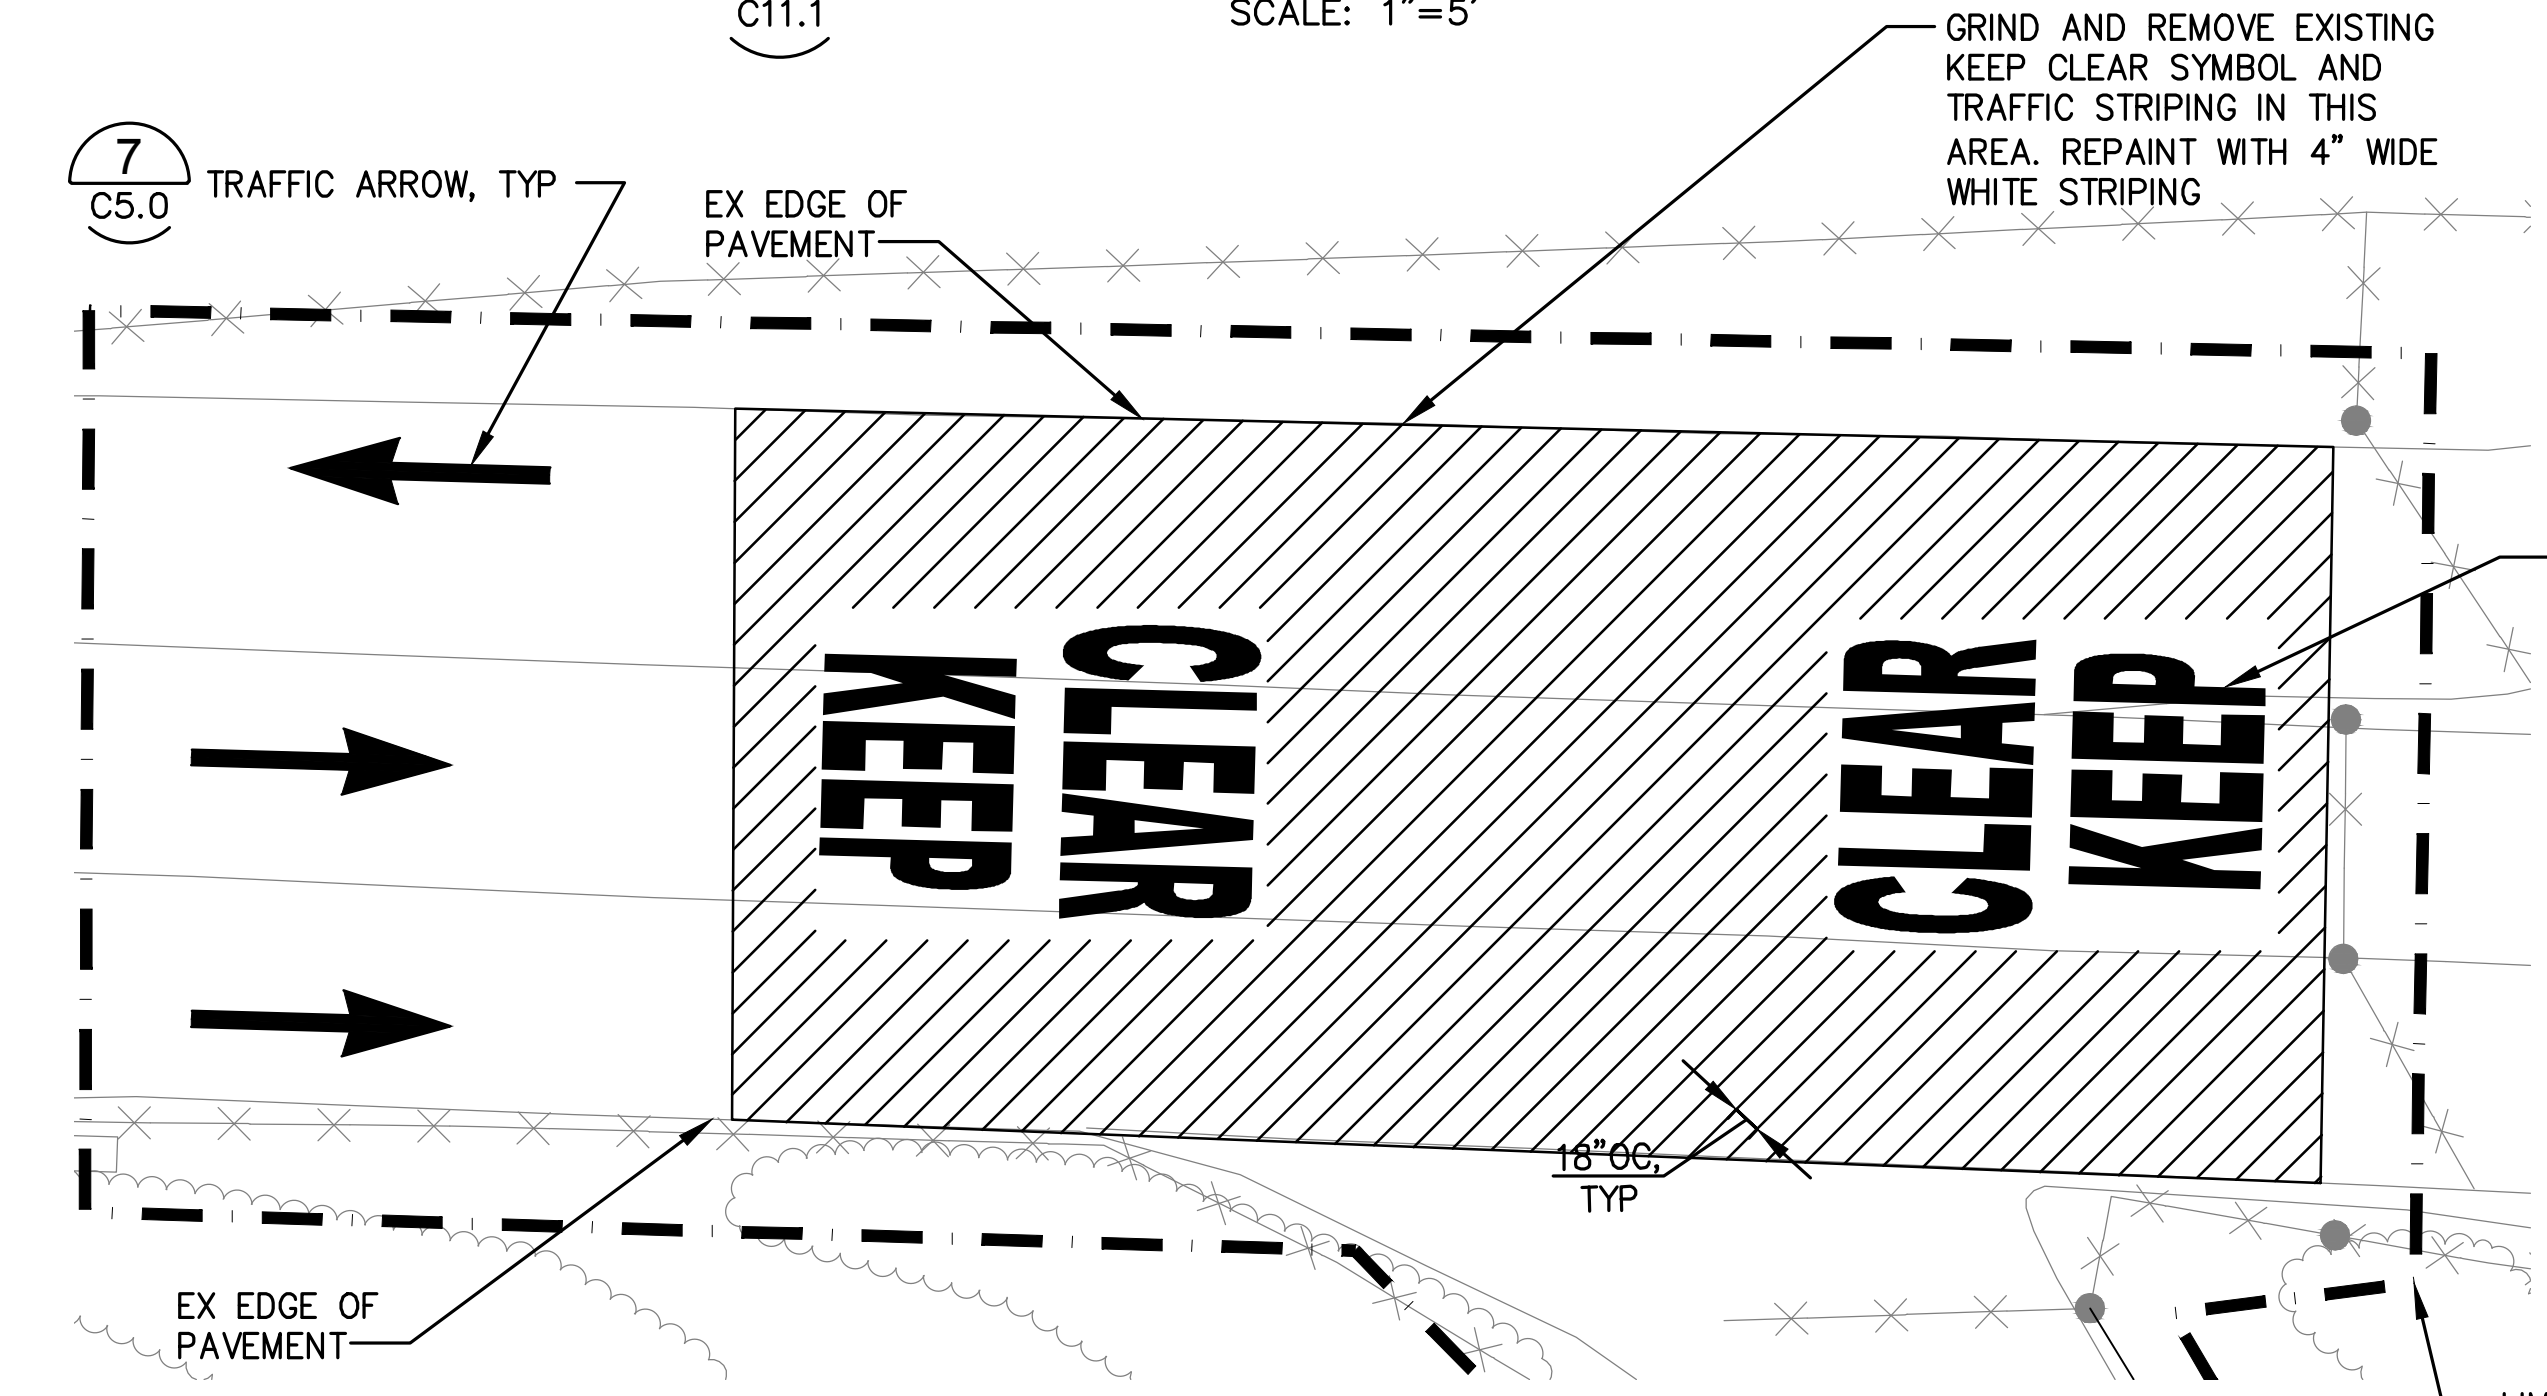 C11.1
SCALE: 1"=5'
GRIND AND REMOVE EXISTING
KEEP CLEAR SYMBOL AND
TRAFFIC STRIPING IN THIS
AREA. REPAINT WITH 4" WIDE
WHITE STRIPING
7
C5.0
TRAFFIC ARROW, TYP
EX EDGE OF
PAVEMENT
KEEP
CLEAR
CLEAR
KEEP
18"OC,
TYP
EX EDGE OF
PAVEMENT